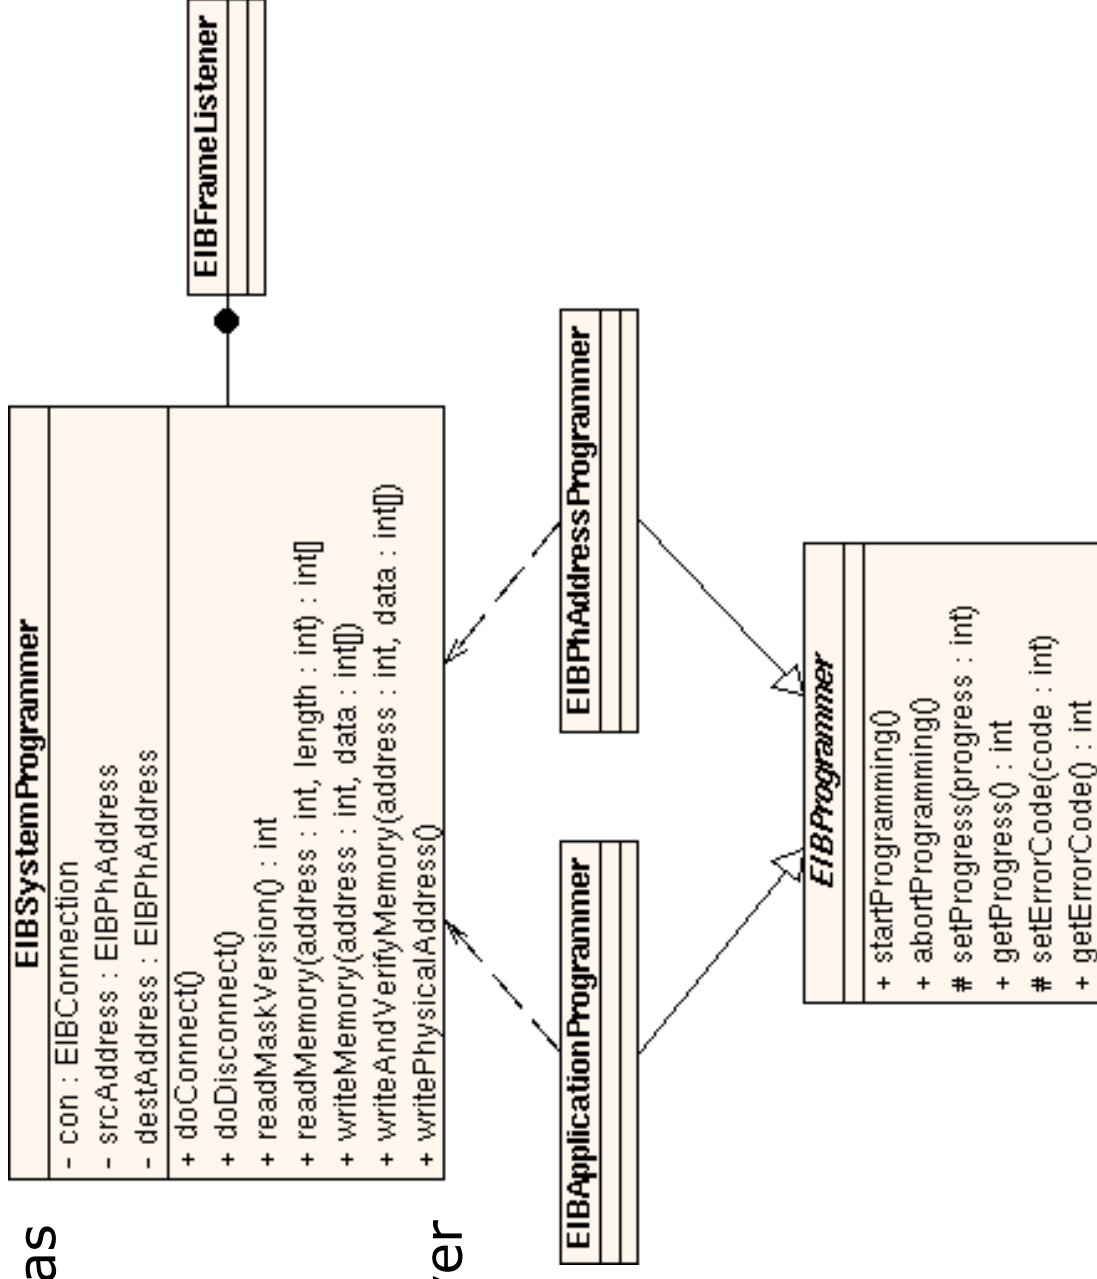 as
ver
EIBSystemProgrammer
- con : EIBConnection
- srcAddress : EIBPhAddress
- destAddress : EIBPhAddress
+ doConnect()
+ doDisconnect()
+ readMaskVersion() : int
+ readMemory(address : int, length : int) : int[]
+ writeMemory(address : int, data : int[])
+ writeAndVerifyMemory(address : int, data : int[])
+ writePhysicalAddress()
EIBFrameListener
EIBApplicationProgrammer
EIBPhAddressProgrammer
EIBProgrammer
+ startProgramming()
+ abortProgramming()
# setProgress(progress : int)
+ getProgress() : int
# setErrorCode(code : int)
+ getErrorCode() : int